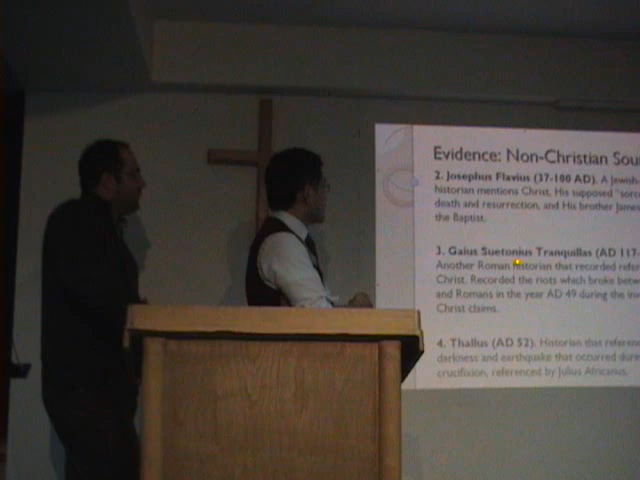 Evidence: Non-Christian Sou
2. Josephus Flavius (37-100 AD). A Jewish-
historian mentions Christ, His supposed "sorc
death and resurrection, and His brother James
the Baptist.
3. Gaius Suetonius Tranquillas (AD 117-
Another Roman historian that recorded refer
Christ. Recorded the riots which broke betw
and Romans in the year AD 49 during the
Christ claims.
4. Thallus (AD 52). Historian that referen
darkness and earthquake that occurred durin
crucifixion, referenced by Julius Africanus.